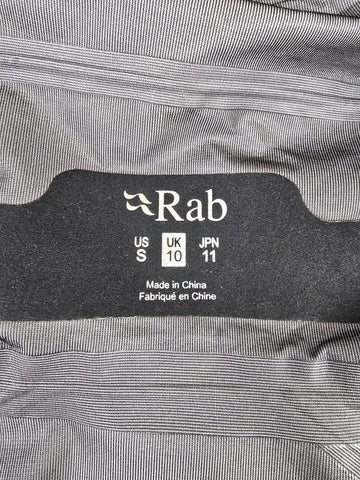 Rab
US UK JPN
S 10 11
Made in China
Fabriqué en Chine